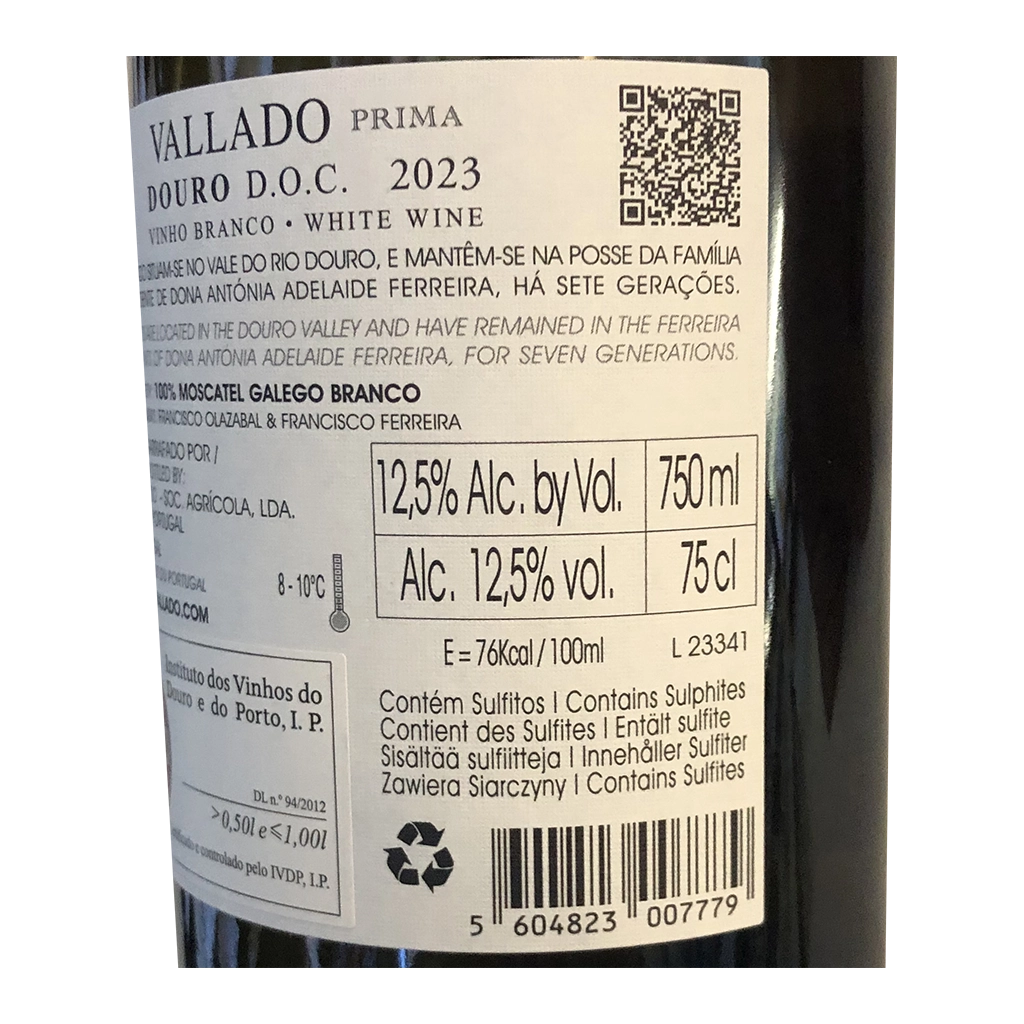 VALLADO PRIMA
DOURO D.O.C. 2023
VINHO BRANCO • WHITE WINE
SITUAM-SE NO VALE DO RIO DOURO, E MANTÊM-SE NA POSSE DA FAMÍLIA
DE DONA ANTÓNIA ADELAIDE FERREIRA, HÁ SETE GERAÇÕES.
LOCATED IN THE DOURO VALLEY AND HAVE REMAINED IN THE FERREIRA
OF DONA ANTÓNIA ADELAIDE FERREIRA, FOR SEVEN GENERATIONS.
100% MOSCATEL GALEGO BRANCO
FRANCISCO OLAZABAL & FRANCISCO FERREIRA
POR /
BY:
- SOC. AGRÍCOLA, LDA.
PORTUGAL
PORTUGAL
8 - 10°C
12,5% Alc. by Vol. 750 ml
Alc. 12,5% vol. 75 cl
E = 76Kcal / 100ml L 23341
Contém Sulfitos | Contains Sulphites
Contient des Sulfites | Entält sulfite
Sisältää sulfiitteja | Innehåller Sulfiter
Zawiera Siarczyny | Contains Sulfites
Instituto dos Vinhos do
Douro e do Porto, I. P.
DL n.º 94/2012
>0,50l e ≤1,00l
e controlado pelo IVDP, I.P.
5 604823 007779